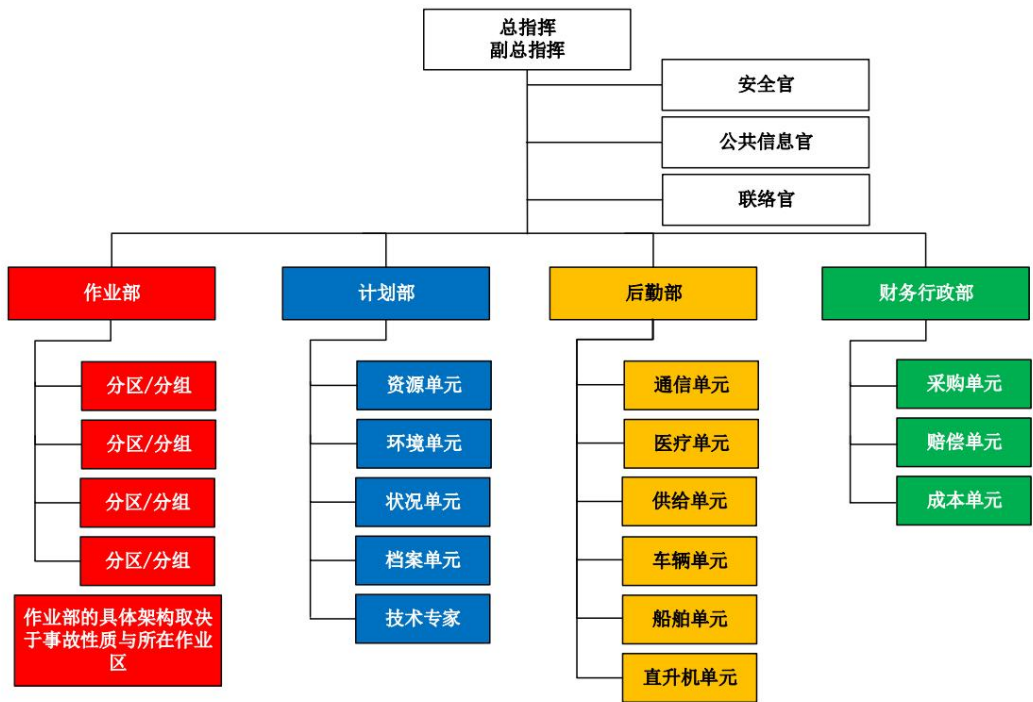 总指挥
副总指挥
安全官
公共信息官
联络官
作业部
计划部
后勤部
财务行政部
分区/分组
分区/分组
分区/分组
分区/分组
作业部的具体架构取决
于事故性质与所在作业
区
资源单元
环境单元
状况单元
档案单元
技术专家
通信单元
医疗单元
供给单元
车辆单元
船舶单元
直升机单元
采购单元
赔偿单元
成本单元